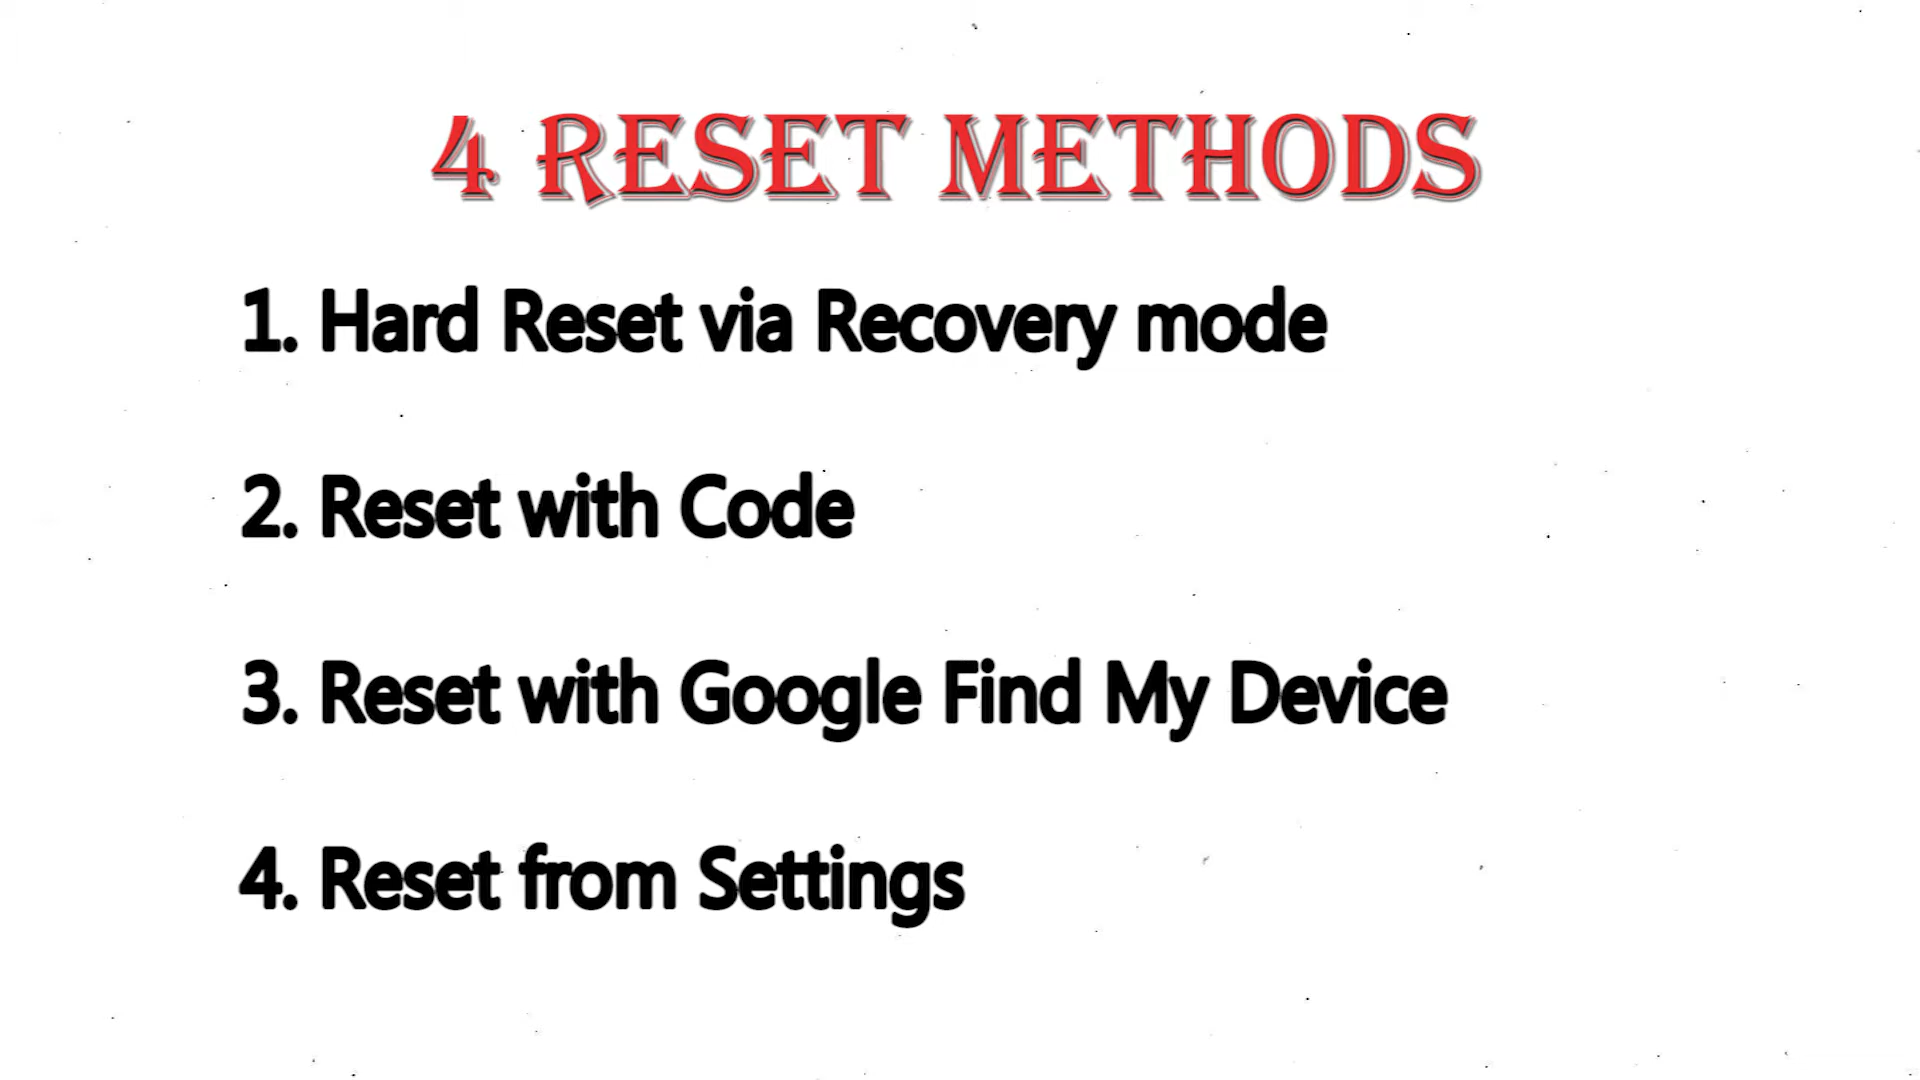 4 RESET METHODS
1. Hard Reset via Recovery mode
2. Reset with Code
3. Reset with Google Find My Device
4. Reset from Settings